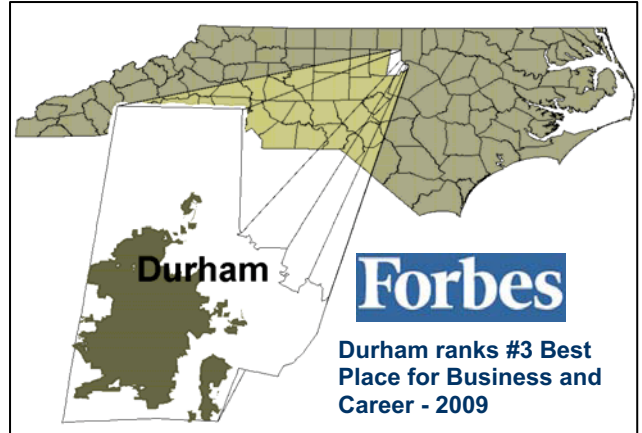 Durham
Forbes
Durham ranks #3 Best
Place for Business and
Career - 2009